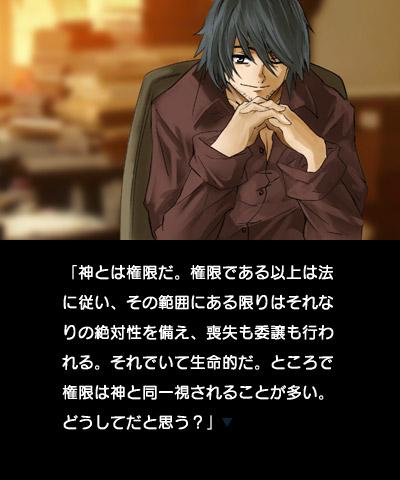 「神とは権限だ。権限である以上は法
に従い、その範囲にある限りはそれな
りの絶対性を備え、喪失も委譲も行わ
れる。それでいて生命的だ。ところで
権限は神と同一視されることが多い。
どうしてだと思う？」▼